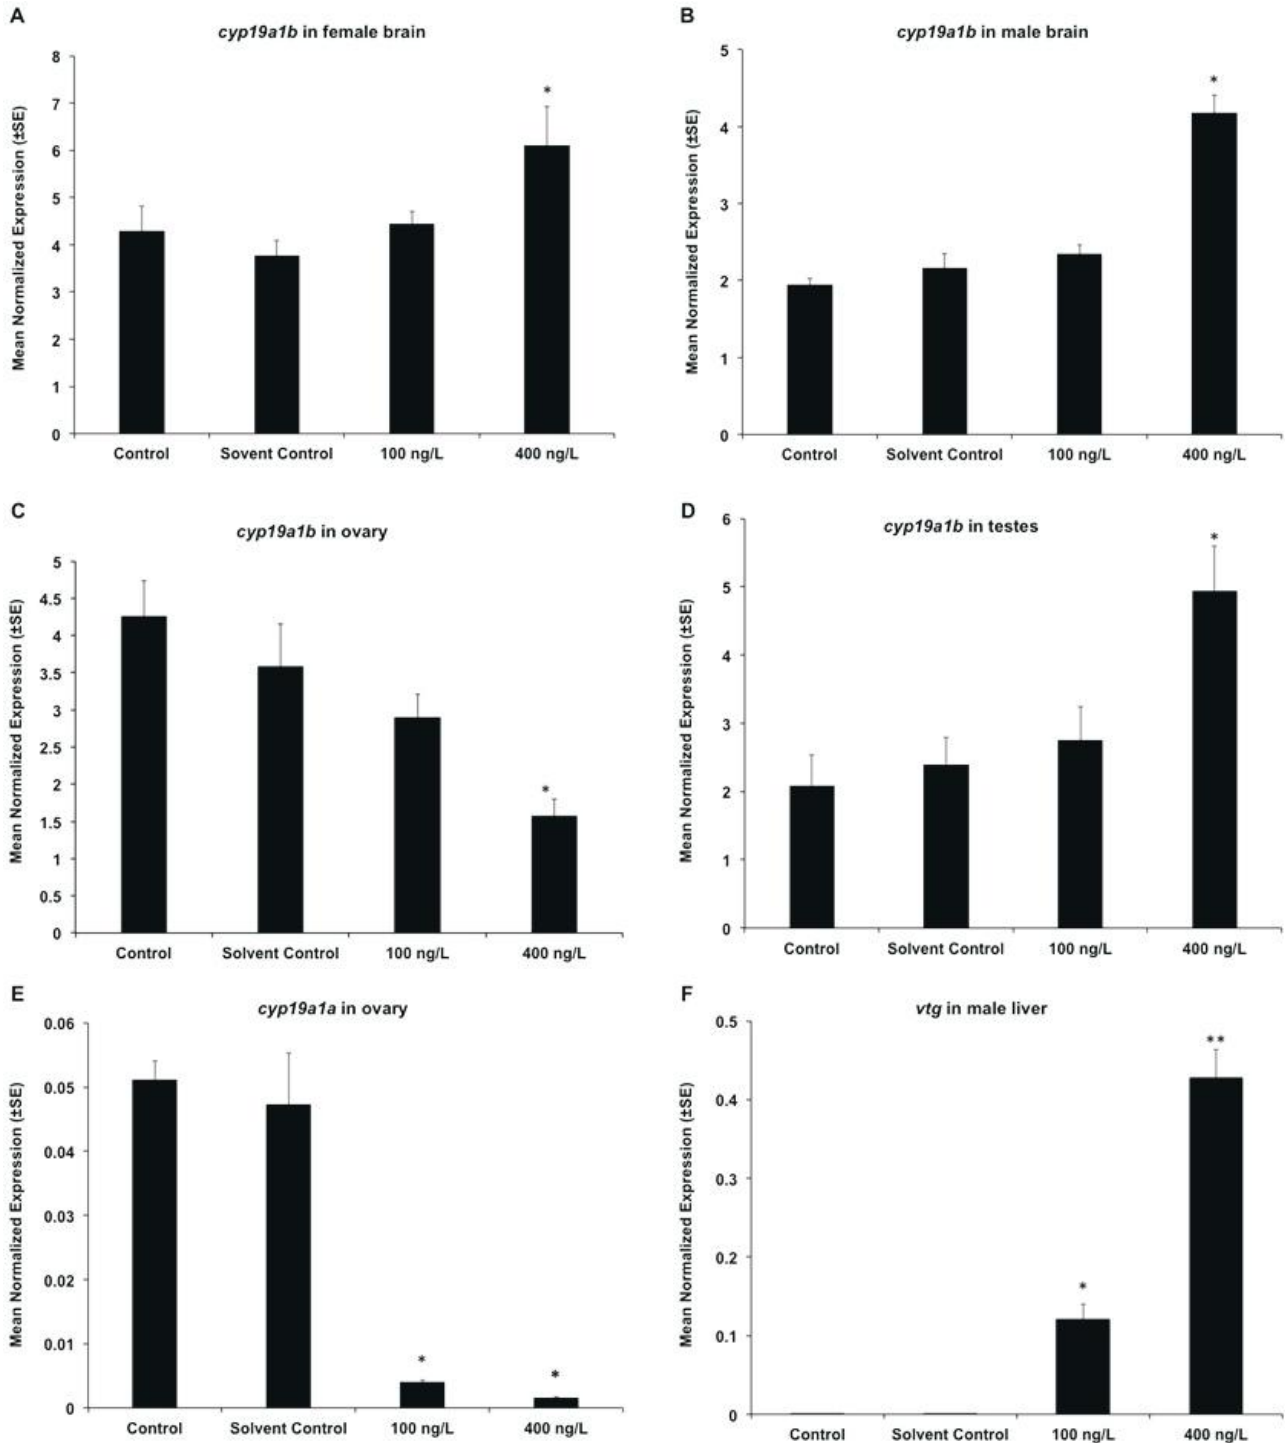 A
cyp19a1b in female brain
Mean Normalized Expression (±SE)
8
7
6
5
4
3
2
1
0
*
Control
Sovent Control
100 ng/L
400 ng/L
B
cyp19a1b in male brain
Mean Normalized Expression (±SE)
5
4
3
2
1
0
*
Control
Solvent Control
100 ng/L
400 ng/L
C
cyp19a1b in ovary
Mean Normalized Expression (±SE)
5
4.5
4
3.5
3
2.5
2
1.5
1
0.5
0
*
Control
Solvent Control
100 ng/L
400 ng/L
D
cyp19a1b in testes
Mean Normalized Expression (±SE)
6
5
4
3
2
1
0
*
Control
Solvent Control
100 ng/L
400 ng/L
E
cyp19a1a in ovary
Mean Normalized Expression (±SE)
0.06
0.05
0.04
0.03
0.02
0.01
0
*
*
Control
Solvent Control
100 ng/L
400 ng/L
F
vtg in male liver
Mean Normalized Expression (±SE)
0.5
0.4
0.3
0.2
0.1
0
*
**
Control
Solvent Control
100 ng/L
400 ng/L